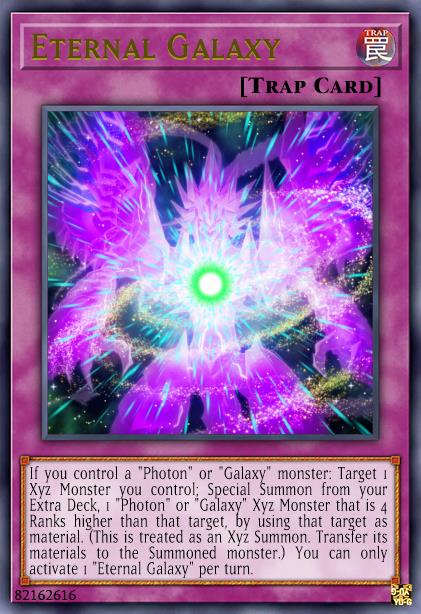 Eternal Galaxy
TRAP
罠
[Trap Card]
If you control a "Photon" or "Galaxy" monster: Target 1
Xyz Monster you control; Special Summon from your
Extra Deck, 1 "Photon" or "Galaxy" Xyz Monster that is 4
Ranks higher than that target, by using that target as
material. (This is treated as an Xyz Summon. Transfer its
materials to the Summoned monster.) You can only
activate 1 "Eternal Galaxy" per turn.
82162616